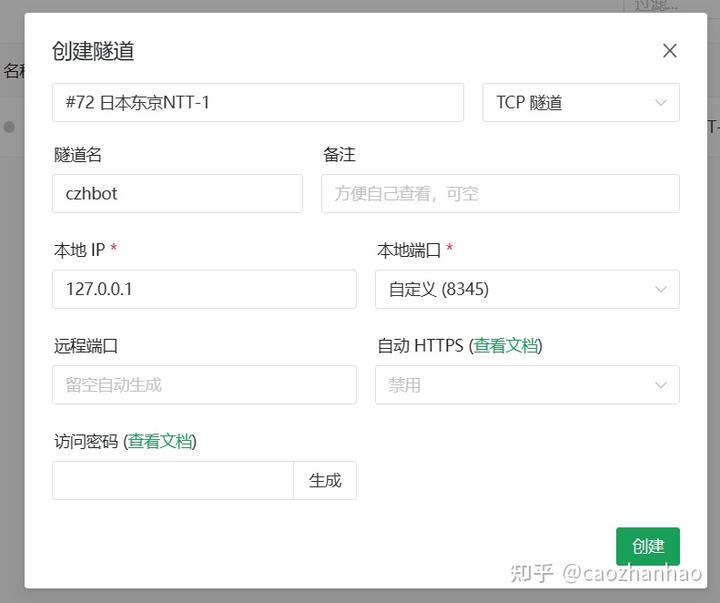 过滤...
创建隧道
名称
#72 日本东京NTT-1
TCP 隧道
T-
隧道名
备注
czhbot
方便自己查看，可空
本地 IP *
本地端口 *
127.0.0.1
自定义 (8345)
远程端口
自动 HTTPS (查看文档)
留空自动生成
禁用
访问密码 (查看文档)
生成
创建
知乎 @caozhanhao